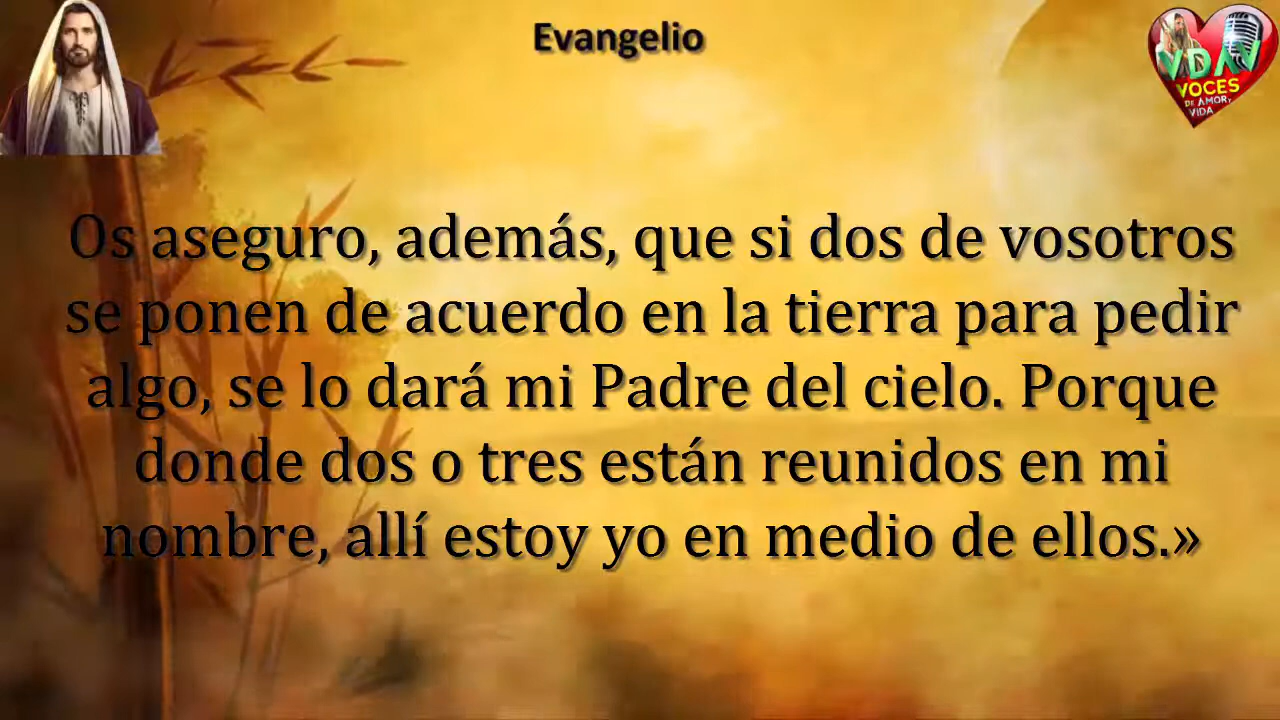 Evangelio
VDAV
VOCES
DE AMOR Y
VIDA
Os aseguro, además, que si dos de vosotros
se ponen de acuerdo en la tierra para pedir
algo, se lo dará mi Padre del cielo. Porque
donde dos o tres están reunidos en mi
nombre, allí estoy yo en medio de ellos.»